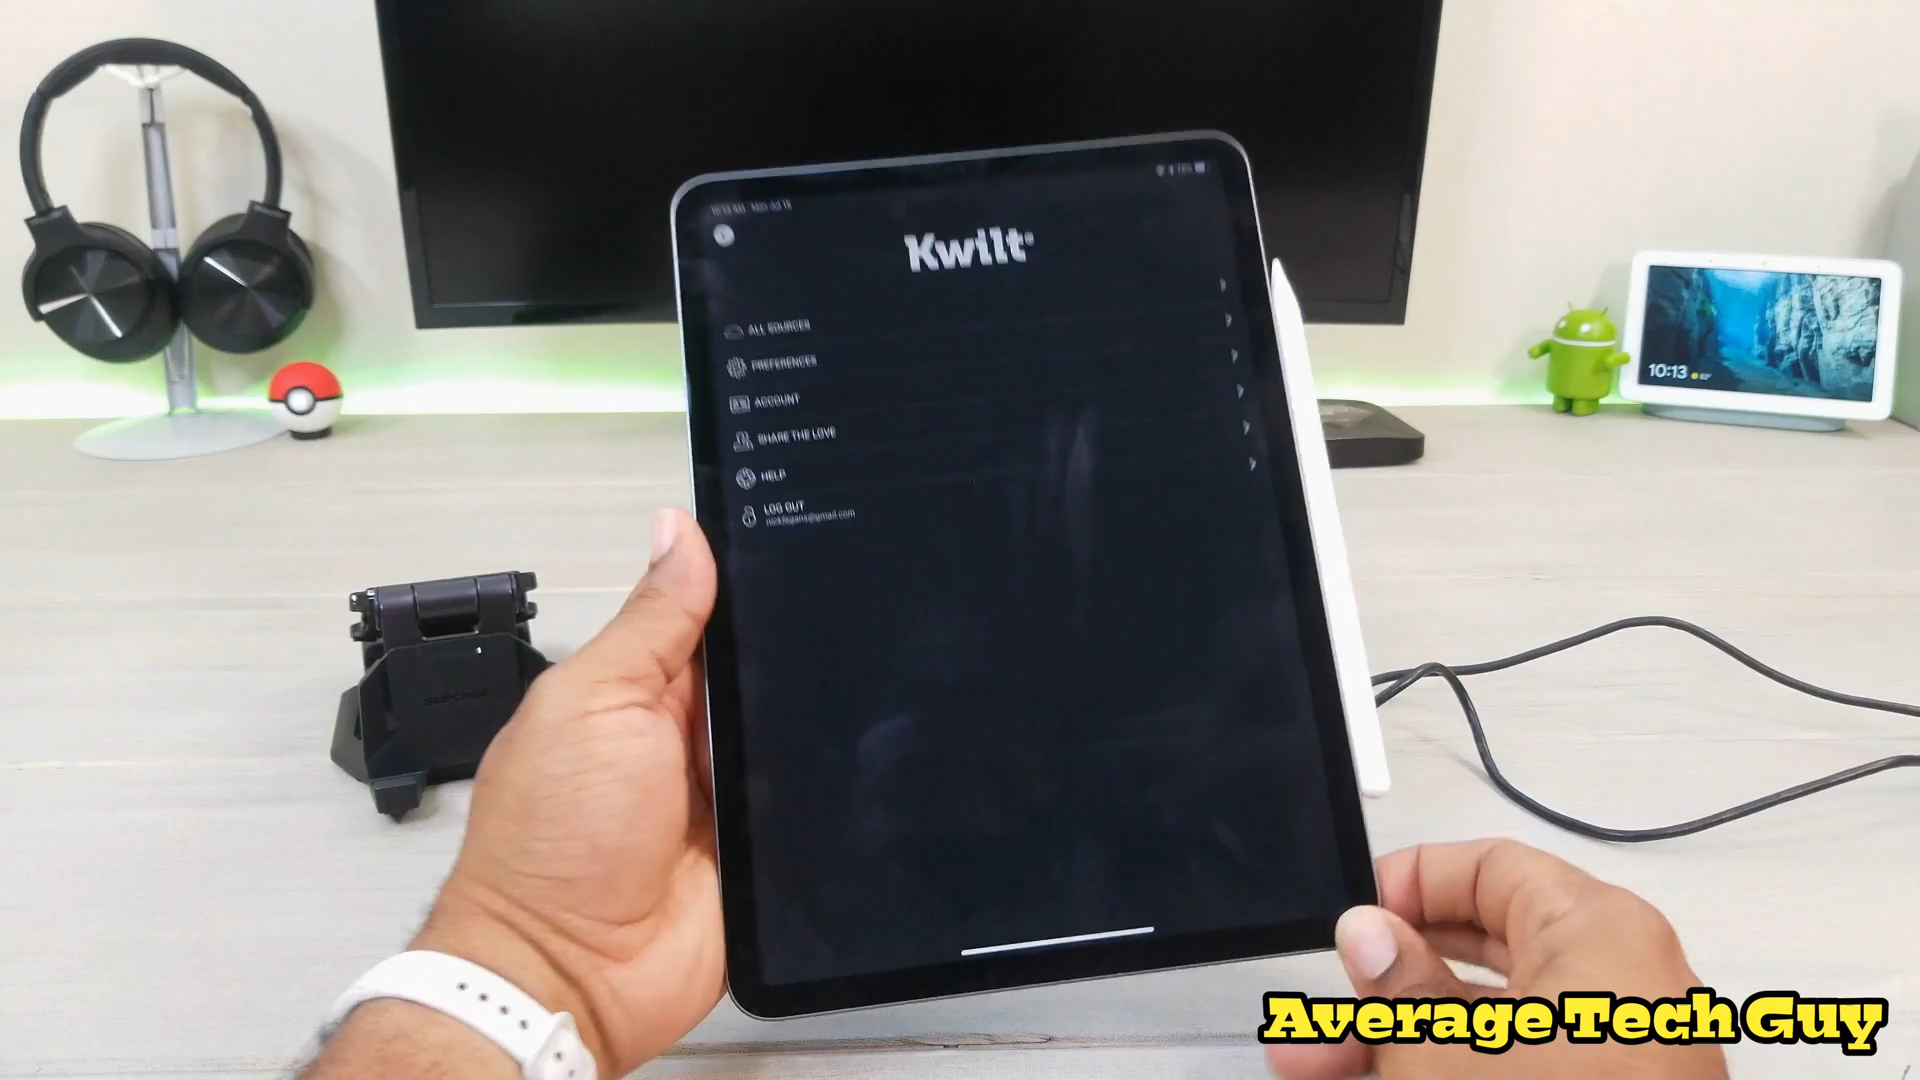 Kwilt
ALL SOURCES
PREFERENCES
ACCOUNT
SHARE THE LOVE
HELP
LOG OUT
10:13
Average Tech Guy